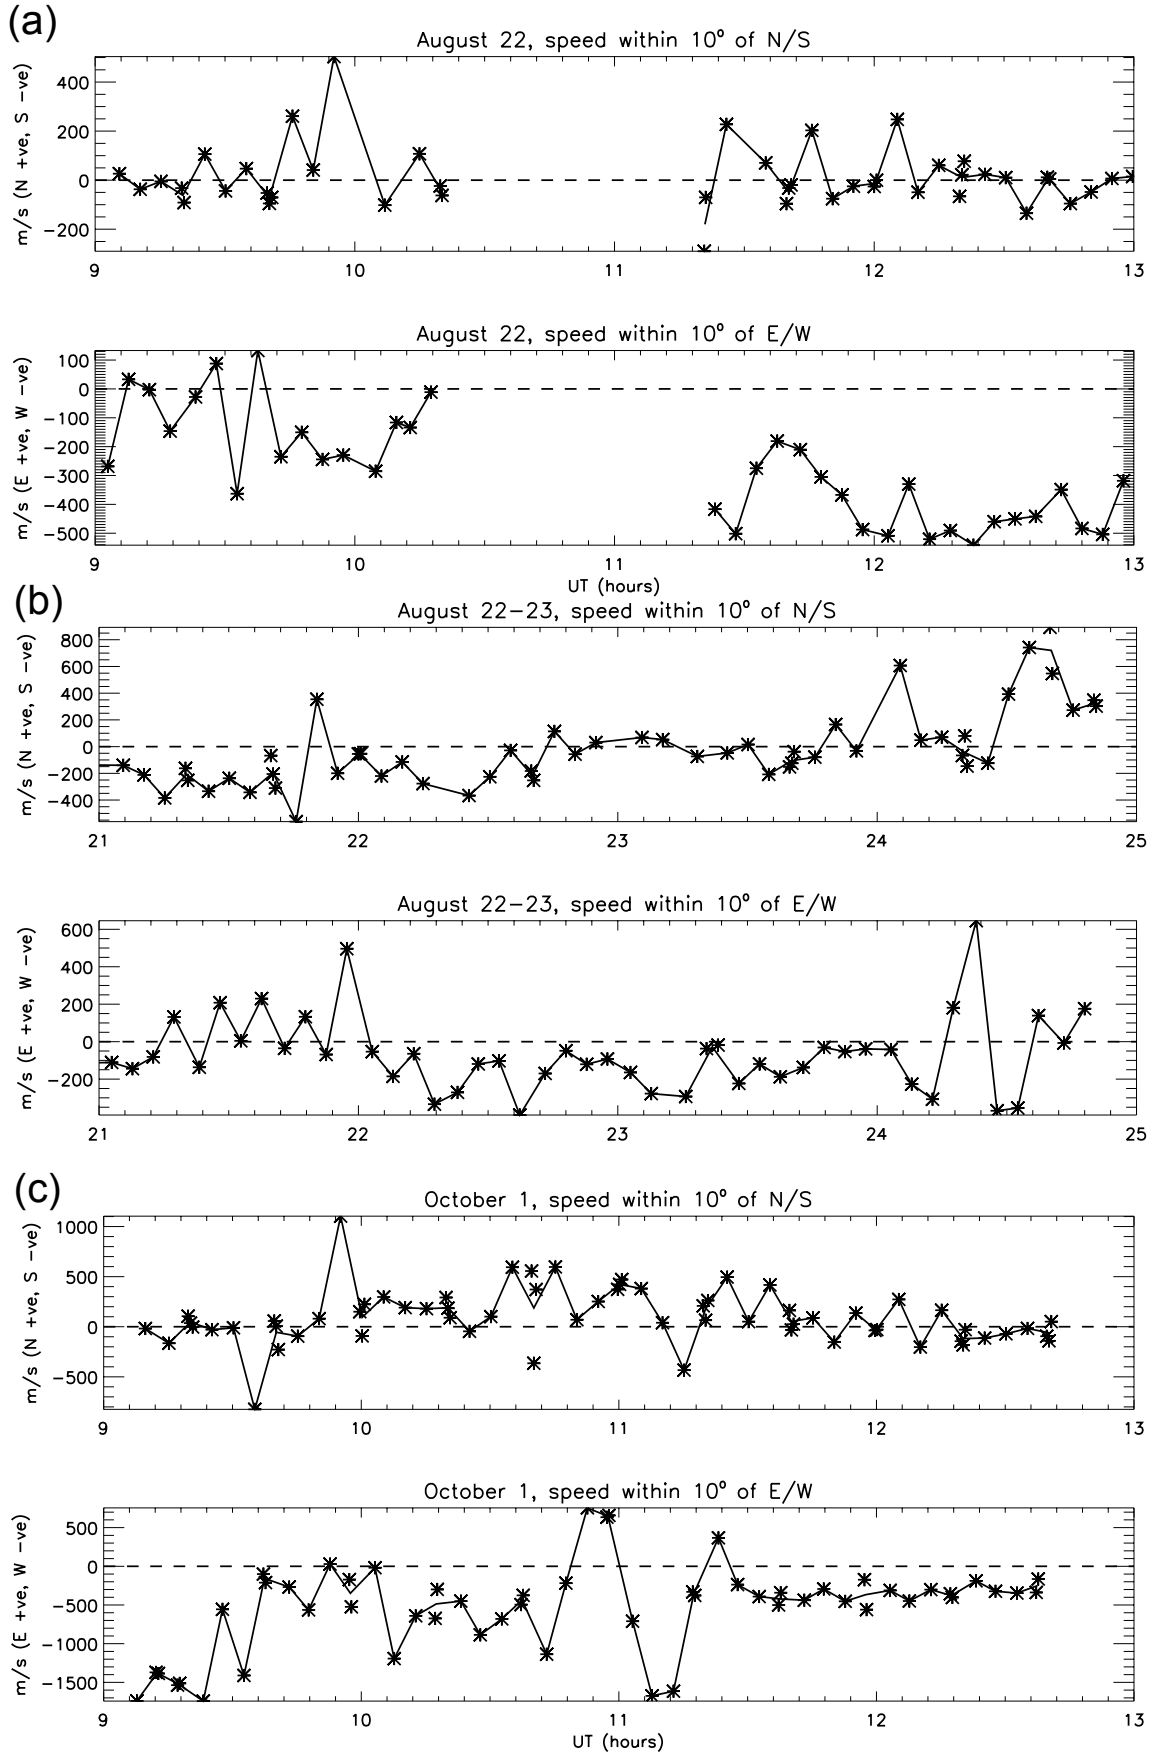 (a)
August 22, speed within 10° of N/S
m/s (N +ve, S −ve)
400
200
0
−200
9 10 11 12 13
August 22, speed within 10° of E/W
m/s (E +ve, W −ve)
100
0
−100
−200
−300
−400
−500
9 10 11 12 13
UT (hours)
(b)
August 22−23, speed within 10° of N/S
m/s (N +ve, S −ve)
800
600
400
200
0
−200
−400
21 22 23 24 25
August 22−23, speed within 10° of E/W
m/s (E +ve, W −ve)
600
400
200
0
−200
21 22 23 24 25
(c)
October 1, speed within 10° of N/S
m/s (N +ve, S −ve)
1000
500
0
−500
9 10 11 12 13
October 1, speed within 10° of E/W
m/s (E +ve, W −ve)
500
0
−500
−1000
−1500
9 10 11 12 13
UT (hours)